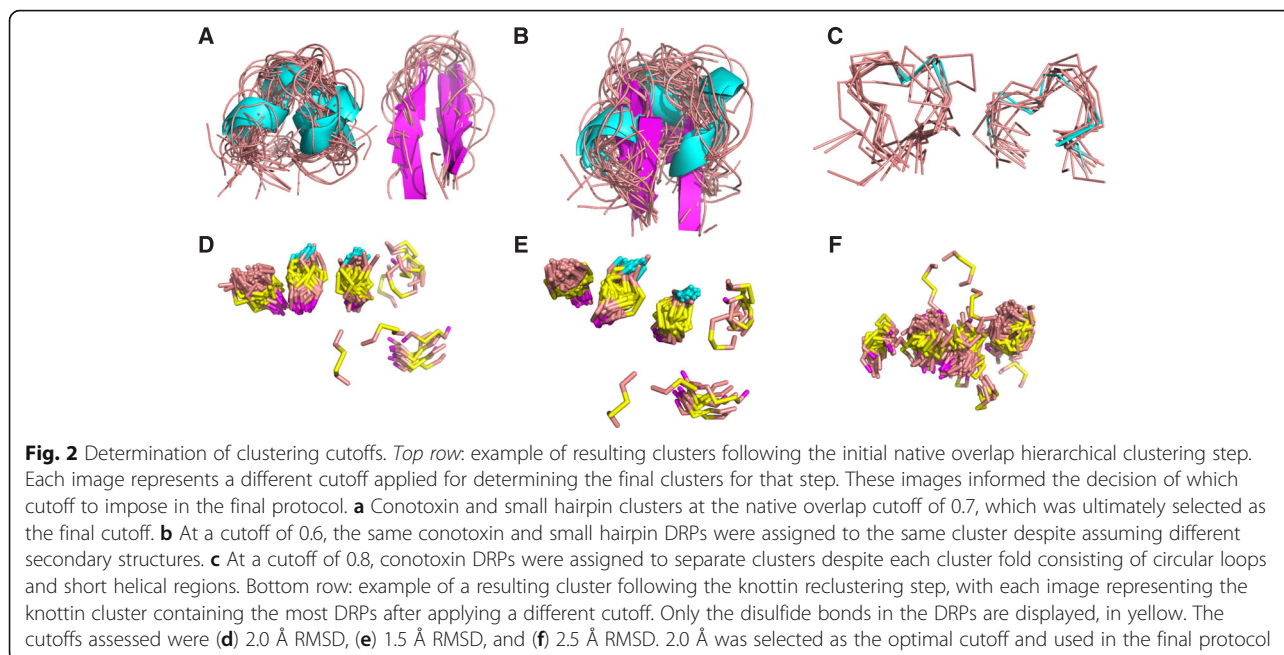 A
B
C
D
E
F
Fig. 2 Determination of clustering cutoffs. Top row: example of resulting clusters following the initial native overlap hierarchical clustering step.
Each image represents a different cutoff applied for determining the final clusters for that step. These images informed the decision of which
cutoff to impose in the final protocol. a Conotoxin and small hairpin clusters at the native overlap cutoff of 0.7, which was ultimately selected as
the final cutoff. b At a cutoff of 0.6, the same conotoxin and small hairpin DRPs were assigned to the same cluster despite assuming different
secondary structures. c At a cutoff of 0.8, conotoxin DRPs were assigned to separate clusters despite each cluster fold consisting of circular loops
and short helical regions. Bottom row: example of a resulting cluster following the knottin reclustering step, with each image representing the
knottin cluster containing the most DRPs after applying a different cutoff. Only the disulfide bonds in the DRPs are displayed, in yellow. The
cutoffs assessed were (d) 2.0 Å RMSD, (e) 1.5 Å RMSD, and (f) 2.5 Å RMSD. 2.0 Å was selected as the optimal cutoff and used in the final protocol